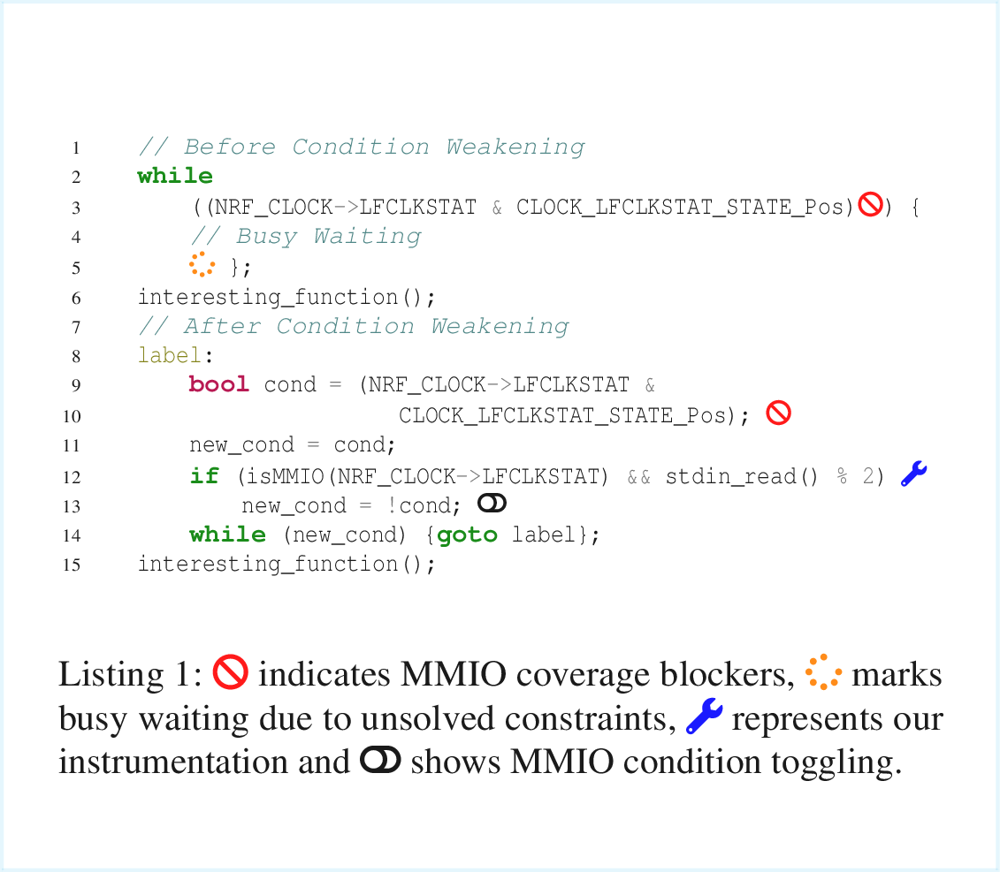 1 // Before Condition Weakening
2 while
3 ((NRF_CLOCK->LFCLKSTAT & CLOCK_LFCLKSTAT_STATE_Pos)) {
4 // Busy Waiting
5 };
6 interesting_function();
7 // After Condition Weakening
8 label:
9 bool cond = (NRF_CLOCK->LFCLKSTAT &
10 CLOCK_LFCLKSTAT_STATE_Pos);
11 new_cond = cond;
12 if (isMMIO(NRF_CLOCK->LFCLKSTAT) && stdin_read() % 2)
13 new_cond = !cond;
14 while (new_cond) {goto label};
15 interesting_function();
Listing 1: indicates MMIO coverage blockers, marks
busy waiting due to unsolved constraints, represents our
instrumentation and shows MMIO condition toggling.